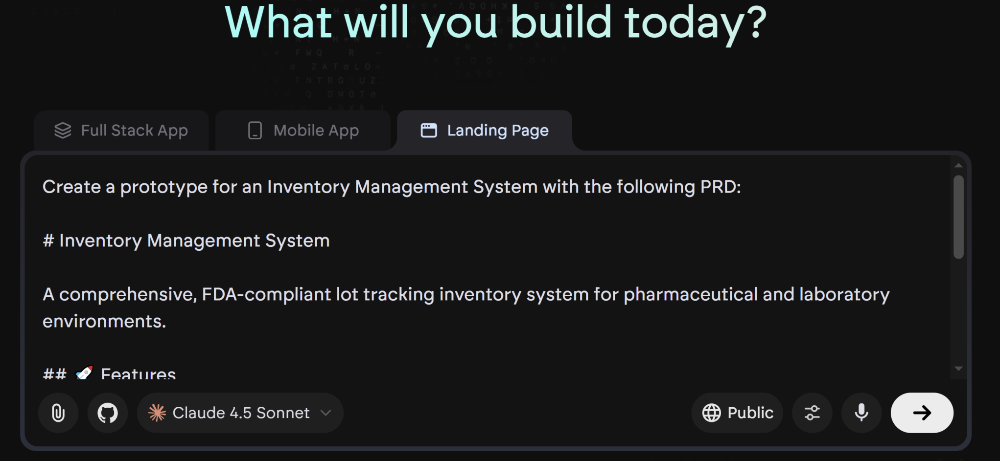 What will you build today?
Full Stack App
Mobile App
Landing Page
Create a prototype for an Inventory Management System with the following PRD:
# Inventory Management System
A comprehensive, FDA-compliant lot tracking inventory system for pharmaceutical and laboratory
environments.
## 🚀 Features
Claude 4.5 Sonnet
Public